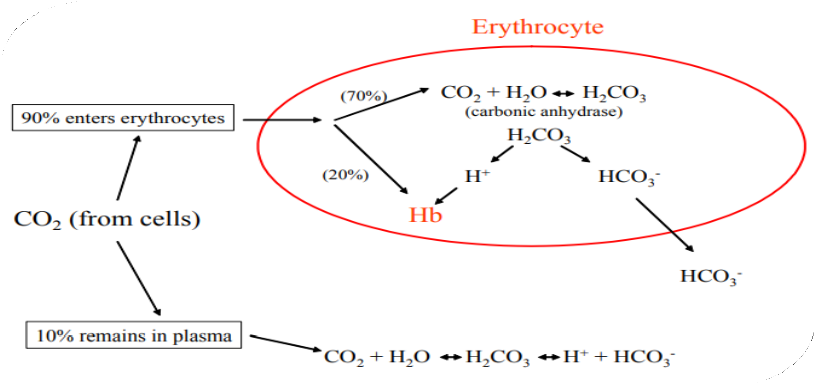 Erythrocyte
(70%)
CO₂ + H₂O ↔ H₂CO₃
(carbonic anhydrase)
90% enters erythrocytes
H₂CO₃
(20%)
H⁺
HCO₃⁻
Hb
CO₂ (from cells)
HCO₃⁻
10% remains in plasma
CO₂ + H₂O ↔ H₂CO₃ ↔ H⁺ + HCO₃⁻